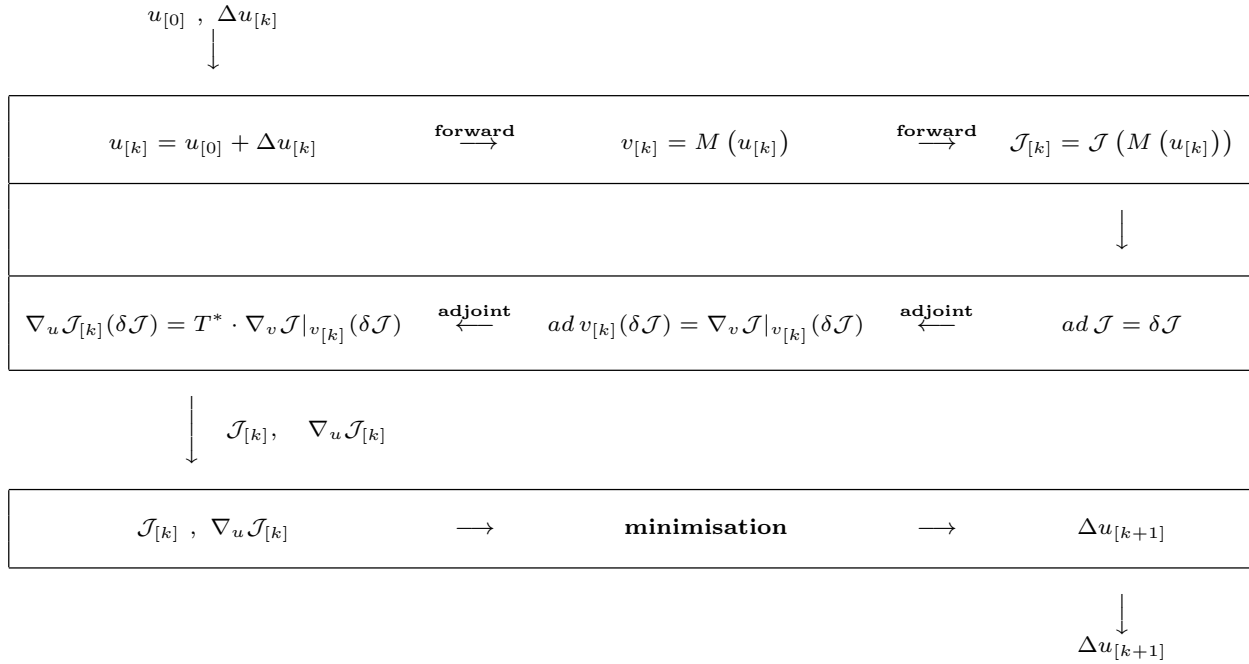 u_{[0]} , Δu_{[k]}
↓
u_{[k]} = u_{[0]} + Δu_{[k]} forward⟶ v_{[k]} = M (u_{[k]}) forward⟶ 𝒥_{[k]} = 𝒥 (M (u_{[k]}))
↓
∇_u 𝒥_{[k]}(δ𝒥) = T* · ∇_v 𝒥|_{v_{[k]}}(δ𝒥) adjoint⟵ ad v_{[k]}(δ𝒥) = ∇_v 𝒥|_{v_{[k]}}(δ𝒥) adjoint⟵ ad 𝒥 = δ𝒥
↓ 𝒥_{[k]}, ∇_u 𝒥_{[k]}
𝒥_{[k]} , ∇_u 𝒥_{[k]} ⟶ minimisation ⟶ Δu_{[k+1]}
↓
Δu_{[k+1]}